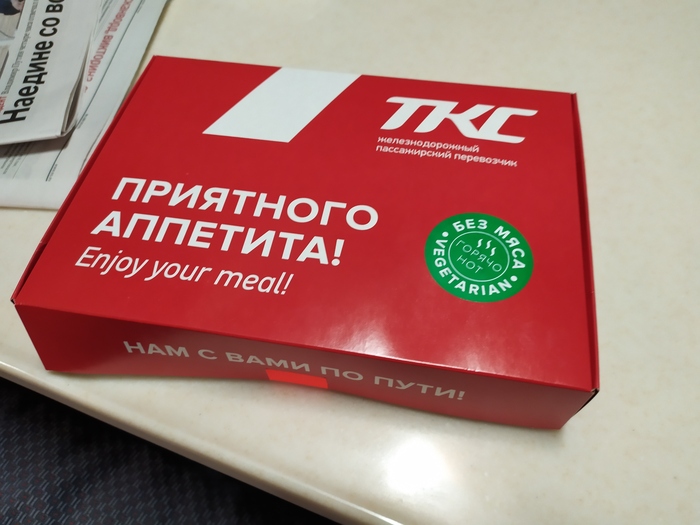 Наедине со
ТКС
железнодорожный
пассажирский перевозчик
ПРИЯТНОГО
АППЕТИТА!
Enjoy your meal!
БЕЗ МЯСА
ГОРЯЧО
HOT
VEGETARIAN
НАМ С ВАМИ ПО ПУТИ!